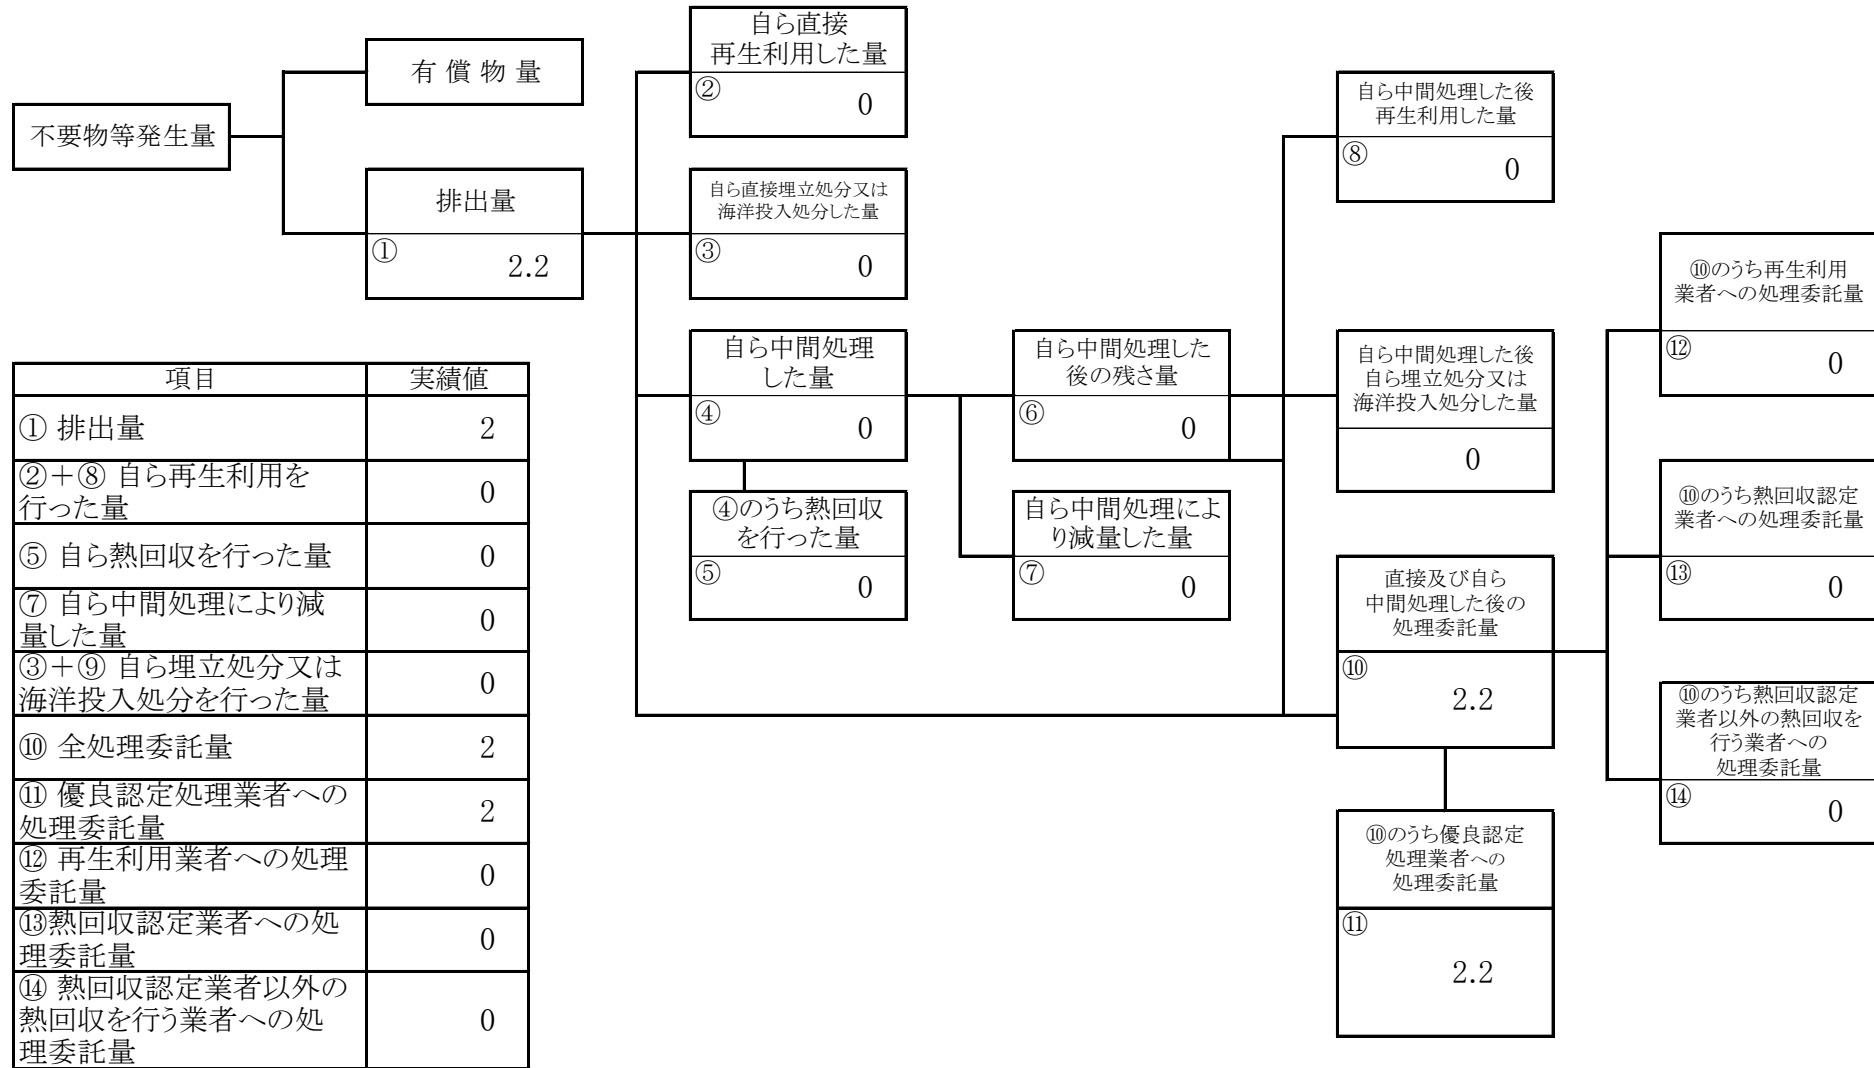 不要物等発生量
有 償 物 量
排出量
①
2.2
自ら直接
再生利用した量
②
0
自ら直接埋立処分又は
海洋投入処分した量
③
0
自ら中間処理
した量
④
0
④のうち熱回収
を行った量
⑤
0
自ら中間処理した
後の残さ量
⑥
0
自ら中間処理によ
り減量した量
⑦
0
自ら中間処理した後
再生利用した量
⑧
0
自ら中間処理した後
自ら埋立処分又は
海洋投入処分した量
0
直接及び自ら
中間処理した後の
処理委託量
⑩
2.2
⑩のうち優良認定
処理業者への
処理委託量
⑪
2.2
⑩のうち再生利用
業者への処理委託量
⑫
0
⑩のうち熱回収認定
業者への処理委託量
⑬
0
⑩のうち熱回収認定
業者以外の熱回収を
行う業者への
処理委託量
⑭
0
項目 実績値
① 排出量 2
②＋⑧ 自ら再生利用を
行った量 0
⑤ 自ら熱回収を行った量 0
⑦ 自ら中間処理により減
量した量 0
③＋⑨ 自ら埋立処分又は
海洋投入処分を行った量 0
⑩ 全処理委託量 2
⑪ 優良認定処理業者への
処理委託量 2
⑫ 再生利用業者への処理
委託量 0
⑬熱回収認定業者への処
理委託量 0
⑭ 熱回収認定業者以外の
熱回収を行う業者への処
理委託量 0